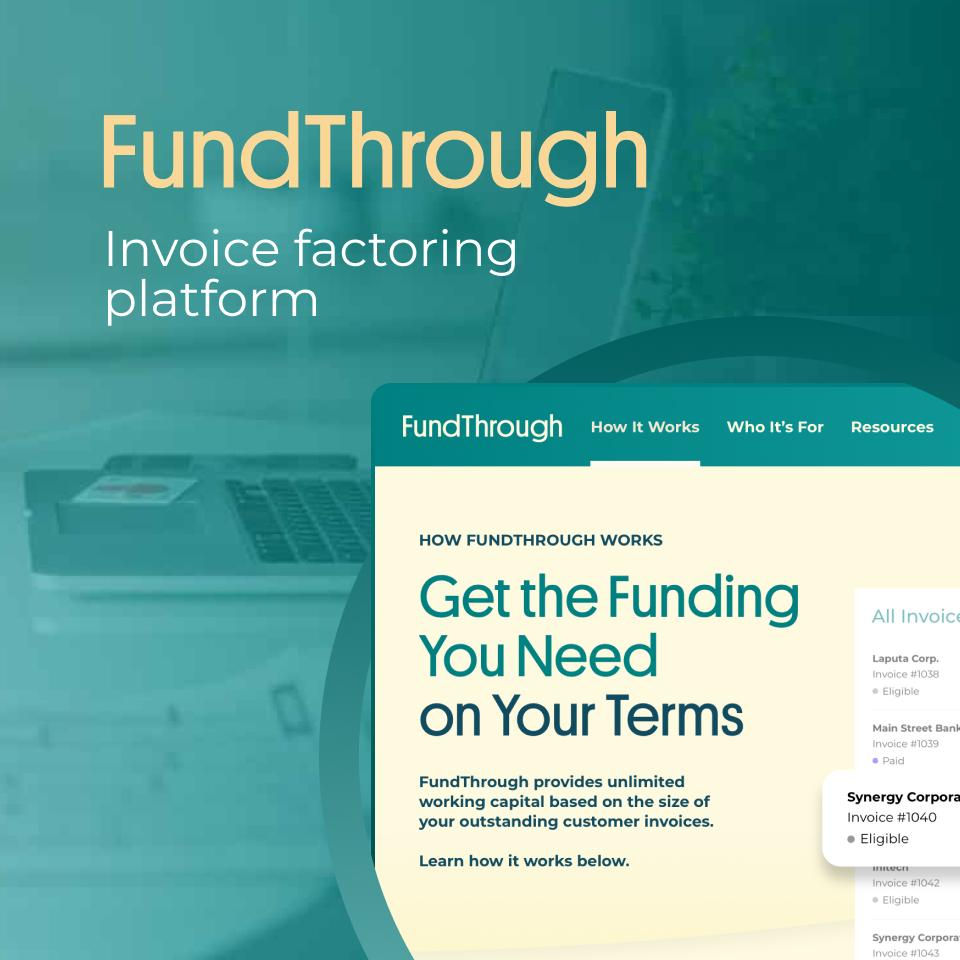 FundThrough
Invoice factoring
platform
FundThrough How It Works Who It's For Resources
HOW FUNDTHROUGH WORKS
Get the Funding
You Need
on Your Terms
FundThrough provides unlimited
working capital based on the size of
your outstanding customer invoices.
Learn how it works below.
All
Laputa Corp.
Invoice #1038
Eligible
Main Street Bank
Invoice #1039
Paid
Synergy
Invoice #1040
Eligible
Initech
Invoice #1042
Eligible
Synergy
Invoice #1043